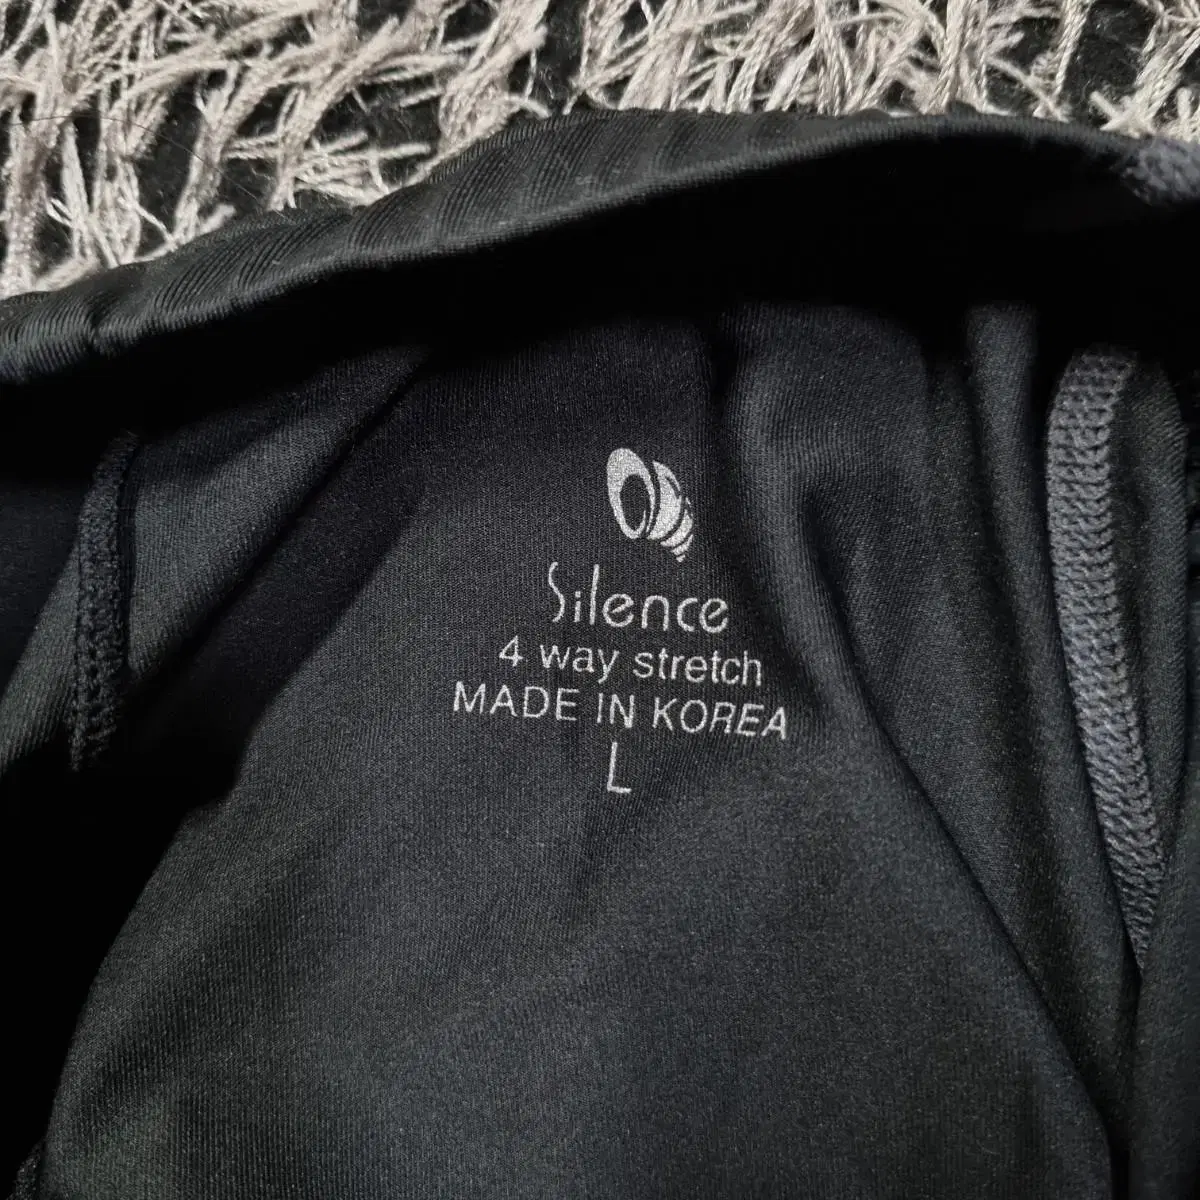 Silence
4 way stretch
MADE IN KOREA
L